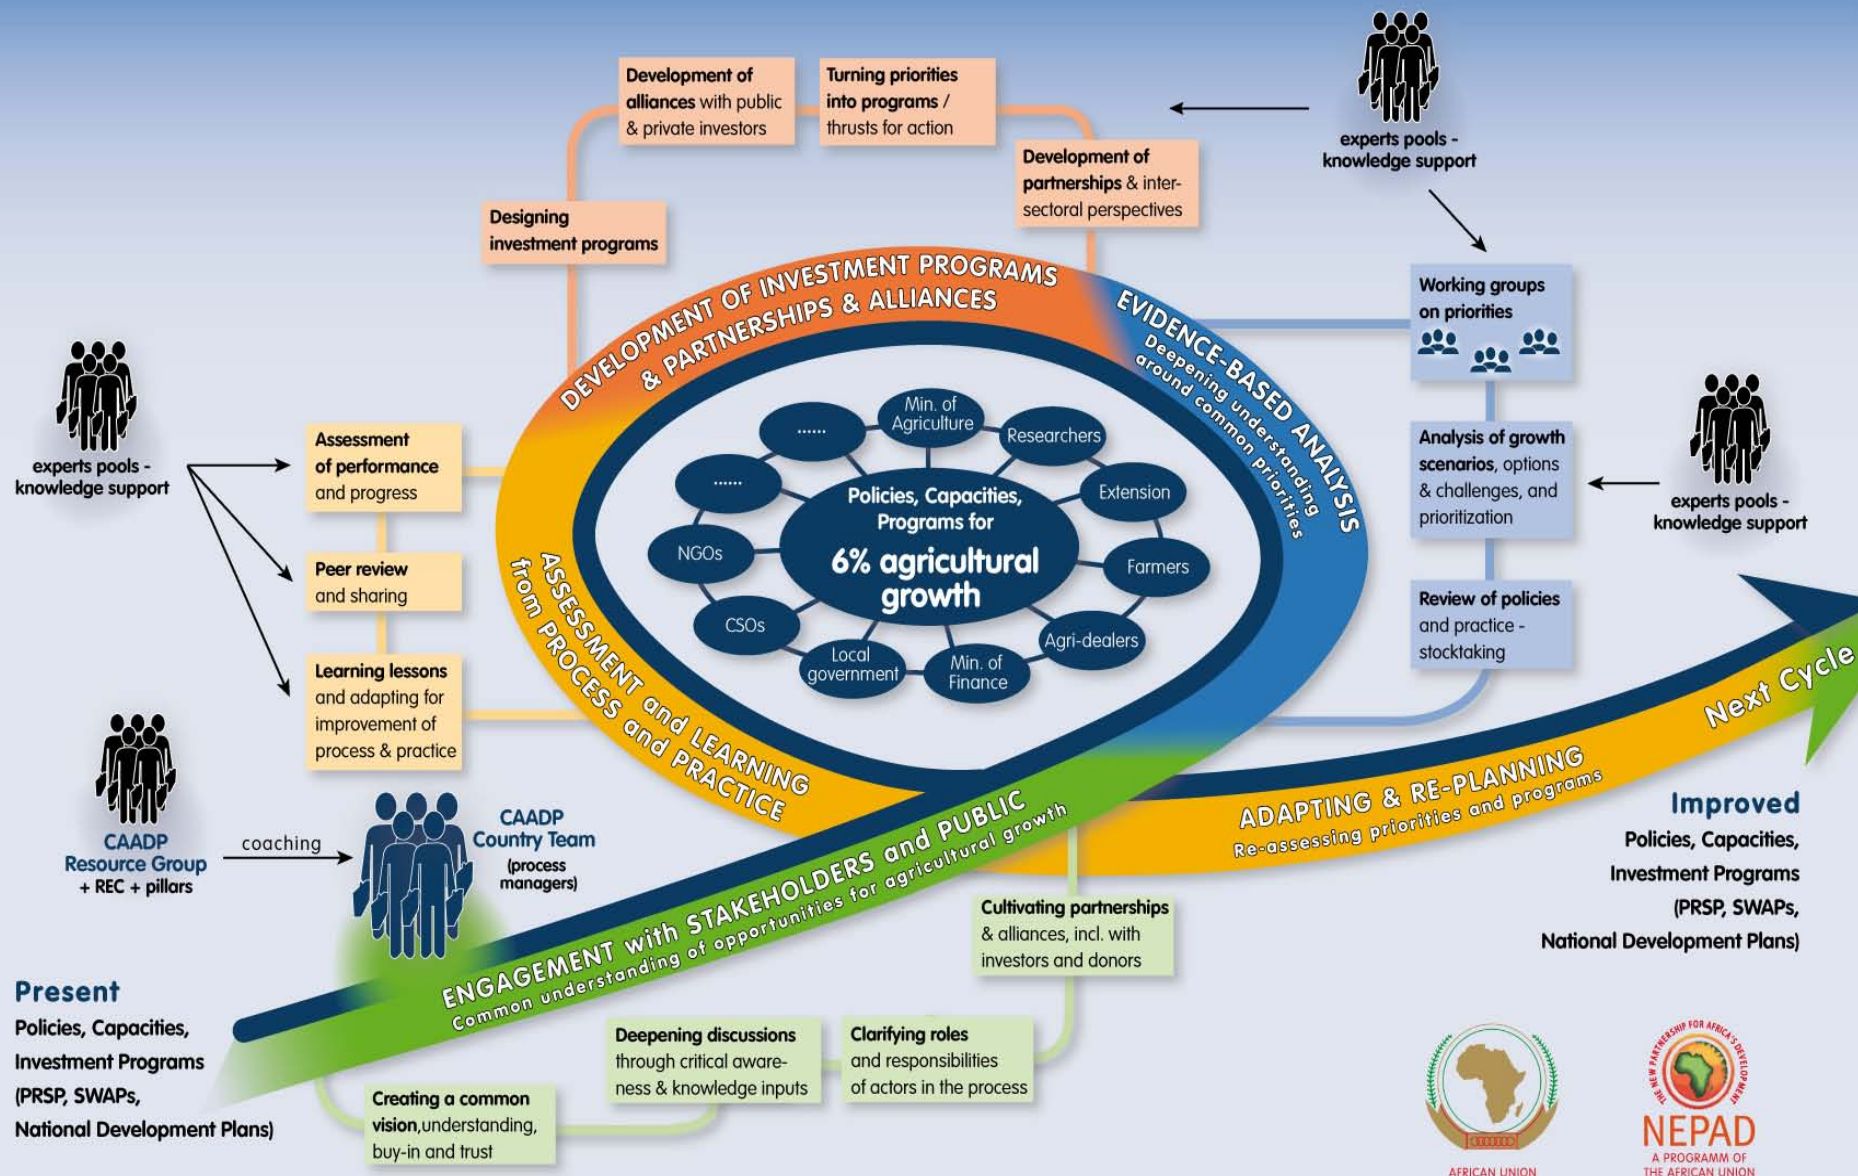 Development of
alliances with public
& private investors
Turning priorities
into programs /
thrusts for action
Development of
partnerships & inter-
sectoral perspectives
Designing
investment programs
experts pools -
knowledge support
DEVELOPMENT OF INVESTMENT PROGRAMS
& PARTNERSHIPS & ALLIANCES
EVIDENCE-BASED ANALYSIS
Deepening understanding
around common priorities
Working groups
on priorities
Analysis of growth
scenarios, options
& challenges, and
prioritization
Review of policies
and practice -
stocktaking
experts pools -
knowledge support
experts pools -
knowledge support
Assessment
of performance
and progress
Peer review
and sharing
Learning lessons
and adapting for
improvement of
process & practice
......
Min. of
Agriculture
Researchers
......
Extension
Policies, Capacities,
Programs for
6% agricultural
growth
NGOs
Farmers
CSOs
Agri-dealers
Local
government
Min. of
Finance
ASSESSMENT and LEARNING
from PROCESS and PRACTICE
CAADP
Resource Group
+ REC + pillars
coaching
CAADP
Country Team
(process
managers)
ENGAGEMENT with STAKEHOLDERS and PUBLIC
Common understanding of opportunities for agricultural growth
ADAPTING & RE-PLANNING
Re-assessing priorities and programs
Next Cycle
Improved
Policies, Capacities,
Investment Programs
(PRSP, SWAPs,
National Development Plans)
Present
Policies, Capacities,
Investment Programs
(PRSP, SWAPs,
National Development Plans)
Cultivating partnerships
& alliances, incl. with
investors and donors
Deepening discussions
through critical aware-
ness & knowledge inputs
Clarifying roles
and responsibilities
of actors in the process
Creating a common
vision,understanding,
buy-in and trust
AFRICAN UNION
THE NEW PARTNERSHIP FOR AFRICA'S DEVELOPMENT
NEPAD
A PROGRAMM OF
THE AFRICAN UNION